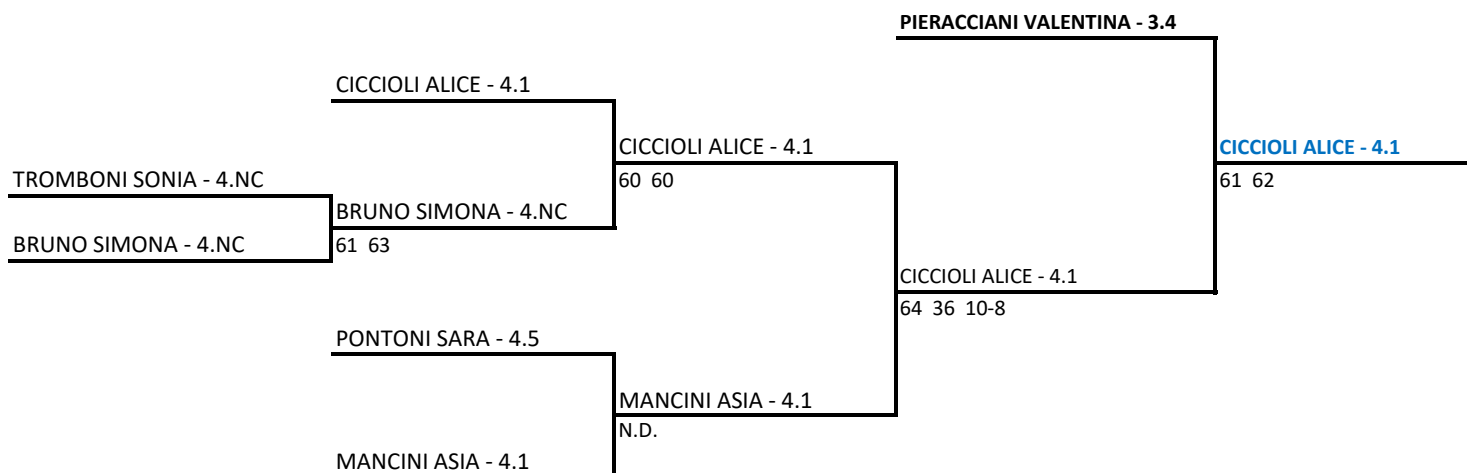 PIERACCIANI VALENTINA - 3.4
CICCIOLI ALICE - 4.1
CICCIOLI ALICE - 4.1
CICCIOLI ALICE - 4.1
TROMBONI SONIA - 4.NC
60 60
61 62
BRUNO SIMONA - 4.NC
BRUNO SIMONA - 4.NC
61 63
CICCIOLI ALICE - 4.1
64 36 10-8
PONTONI SARA - 4.5
MANCINI ASIA - 4.1
N.D.
MANCINI ASIA - 4.1